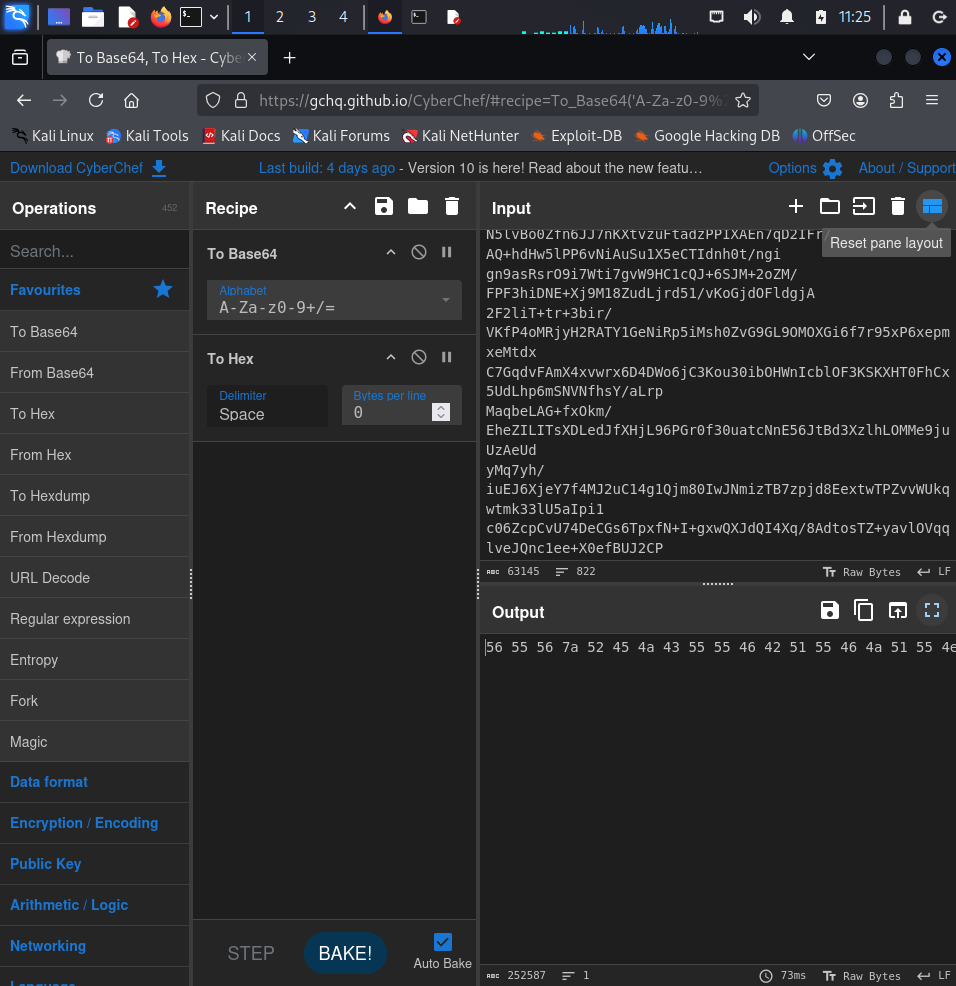 1 2 3 4 11:25
To Base64, To Hex - Cybe
https://gchq.github.io/CyberChef/#recipe=To_Base64('A-Za-z0-9%2
Kali Linux Kali Tools Kali Docs Kali Forums Kali NetHunter Exploit-DB Google Hacking DB OffSec
Download CyberChef Last build: 4 days ago - Version 10 is here! Read about the new featu… Options About / Support
Operations 452
Search...
Favourites
To Base64
From Base64
To Hex
From Hex
To Hexdump
From Hexdump
URL Decode
Regular expression
Entropy
Fork
Magic
Data format
Encryption / Encoding
Public Key
Arithmetic / Logic
Networking
Language
Recipe
To Base64
Alphabet
A-Za-z0-9+/=
To Hex
Delimiter
Space
Bytes per line
0
STEP
BAKE!
Auto Bake
Input
Reset pane layout
AQ+hdHw5lPP6vNiAuSu1X5eCTIdnh0t/ngi
gn9asRsrO9i7Wti7gvW9HC1cQJ+6SJM+2oZM/
FPF3hiDNE+Xj9M18ZudLjrd51/vKoGjdOFldgjA
2F2liT+tr+3bir/
VKfP4oMRjyH2RATY1GeNiRp5iMsh0ZvG9GL9OMOXGi6f7r95xP6xepm
xeMtdx
C7GqdvFAmX4xvwrx6D4DWo6jC3Kou30ibOHWnIcblOF3KSKXHT0FhCx
5UdLhp6mSNVNfhsY/aLrp
MaqbeLAG+fxOkm/
EheZILITsXDLedJfXHjL96PGr0f30uatcNnE56JtBd3XzlhLOMMe9ju
UzAeUd
yMq7yh/
iuEJ6XjeY7f4MJ2uC14g1Qjm80IwJNmizTB7zpjd8EextwTPZvvWUkq
wtmk33lU5aIpi1
c06ZcpCvU74DeCGs6TpxfN+I+gxwQXJdQI4Xq/8AdtosTZ+yavlOVqq
lveJQnc1ee+X0efBUJ2CP
63145 822 Raw Bytes LF
Output
56 55 56 7a 52 45 4a 43 55 55 46 42 51 55 46 4a 51 55 4e
252587 1 73ms Raw Bytes LF